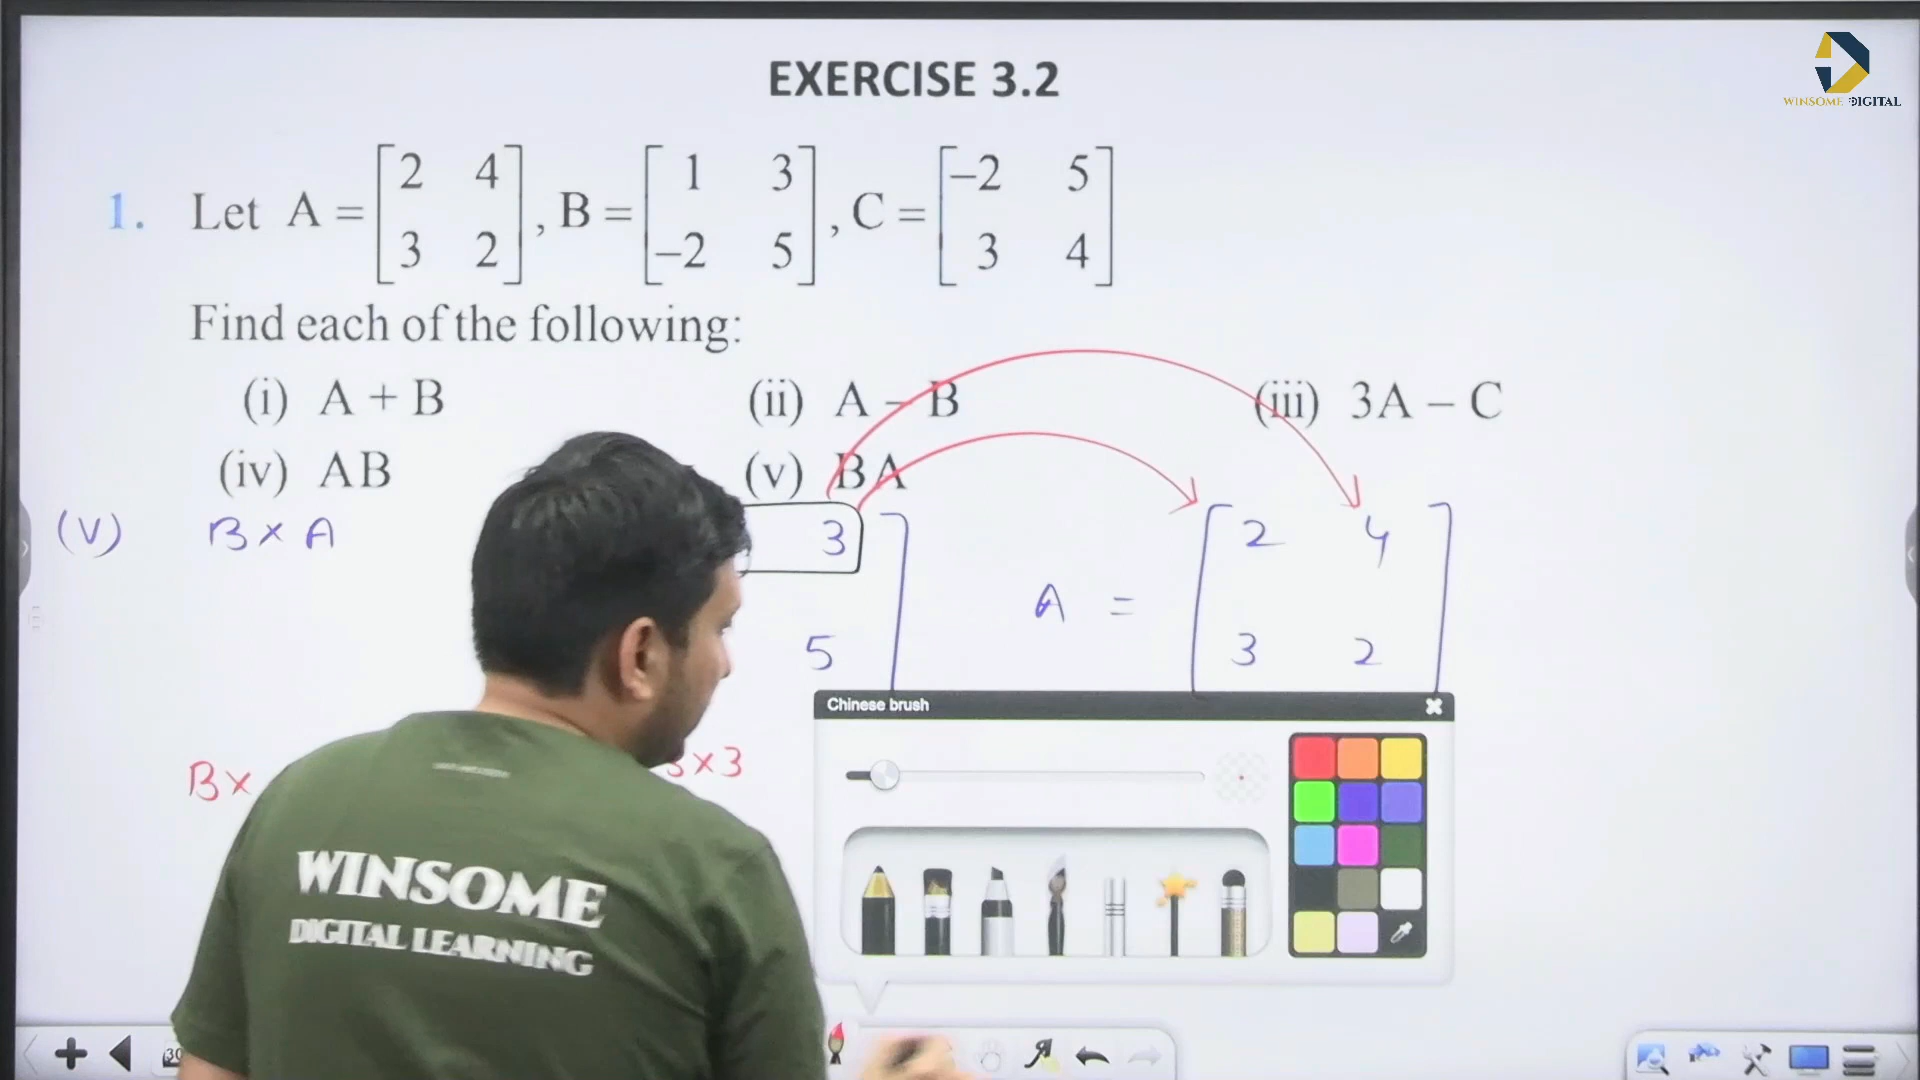 EXERCISE 3.2
WINSOME DIGITAL
1. Let A = [2 4 3 2], B = [1 3 –2 5], C = [–2 5 3 4]
Find each of the following:
(i) A + B (ii) A – B (iii) 3A – C
(iv) AB (v) BA
(v) B × A
3
5
A = [2 4 3 2]
Chinese brush
B ×
3 × 3
WINSOME
DIGITAL LEARNING
30